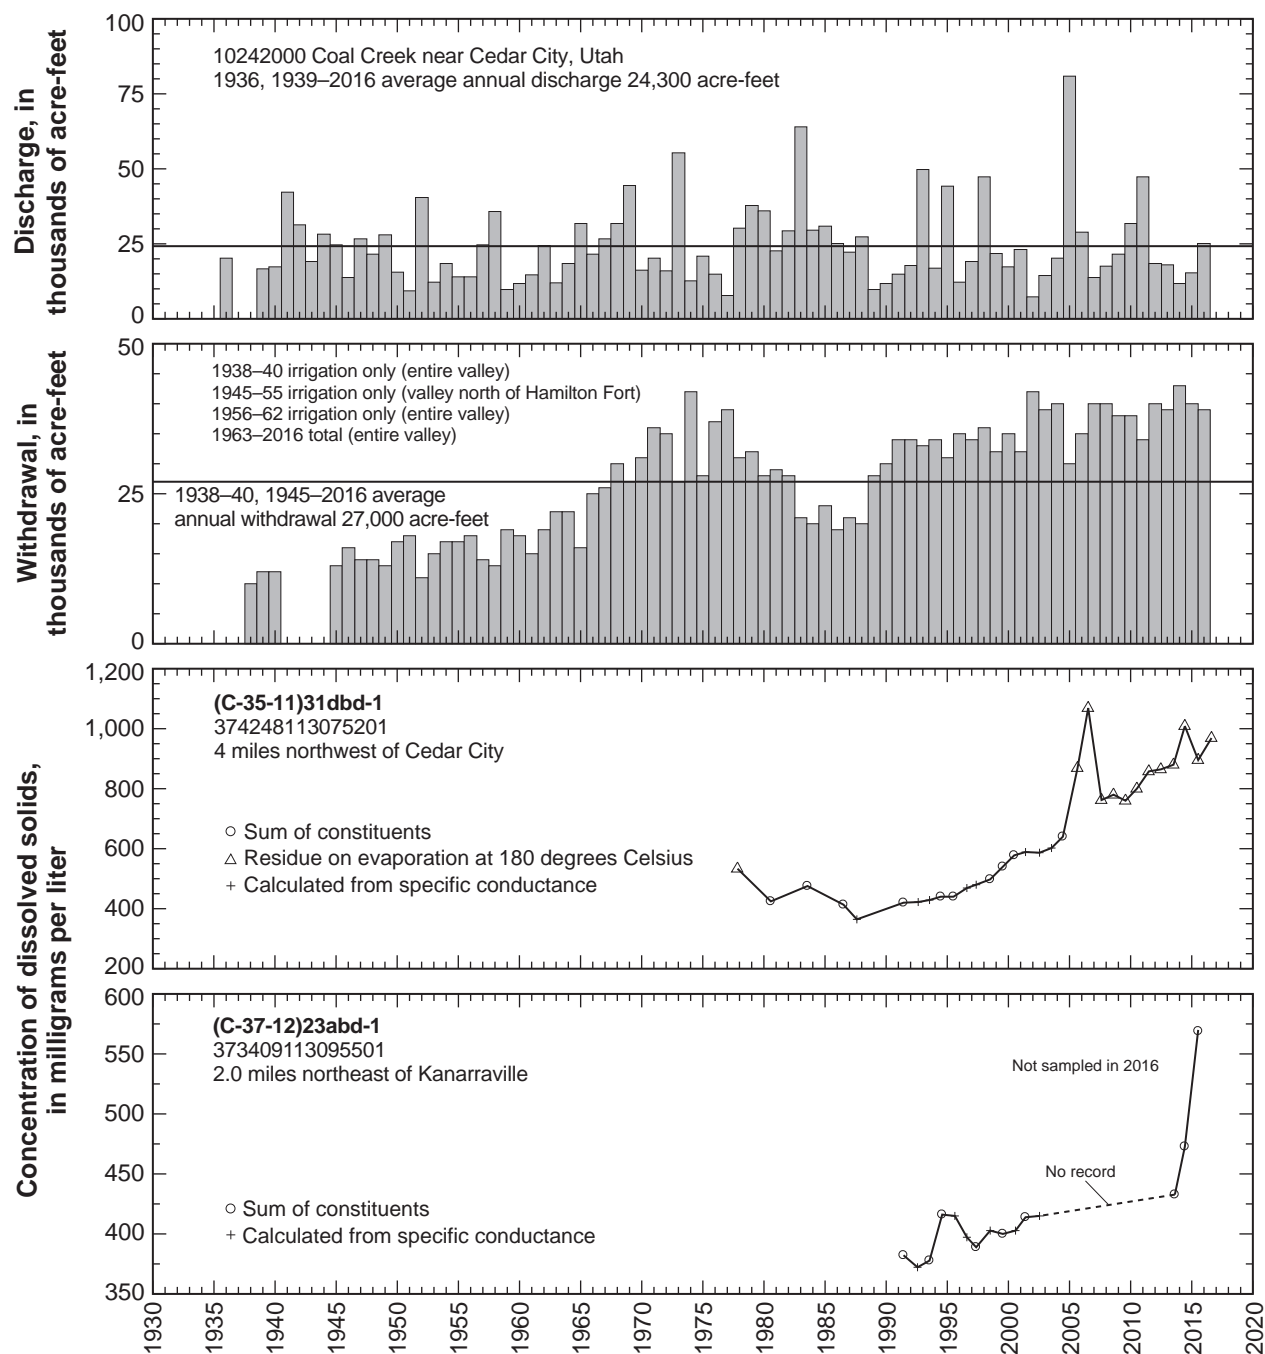 Discharge, in
thousands of acre-feet
100
75
50
25
0
10242000 Coal Creek near Cedar City, Utah
1936, 1939–2016 average annual discharge 24,300 acre-feet
Withdrawal, in
thousands of acre-feet
50
25
0
1938–40 irrigation only (entire valley)
1945–55 irrigation only (valley north of Hamilton Fort)
1956–62 irrigation only (entire valley)
1963–2016 total (entire valley)
1938–40, 1945–2016 average
annual withdrawal 27,000 acre-feet
Concentration of dissolved solids,
in milligrams per liter
1,200
1,000
800
600
400
200
(C-35-11)31dbd-1
374248113075201
4 miles northwest of Cedar City
Sum of constituents
Residue on evaporation at 180 degrees Celsius
Calculated from specific conductance
600
550
500
450
400
350
(C-37-12)23abd-1
373409113095501
2.0 miles northeast of Kanarraville
Not sampled in 2016
No record
Sum of constituents
Calculated from specific conductance
1930
1935
1940
1945
1950
1955
1960
1965
1970
1975
1980
1985
1990
1995
2000
2005
2010
2015
2020